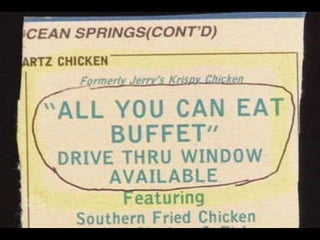 CEAN SPRINGS(CONT'D)
ARTZ CHICKEN
Formerly Jerry's Krispy Chicken
"ALL YOU CAN EAT
BUFFET"
DRIVE THRU WINDOW
AVAILABLE
Featuring
Southern Fried Chicken